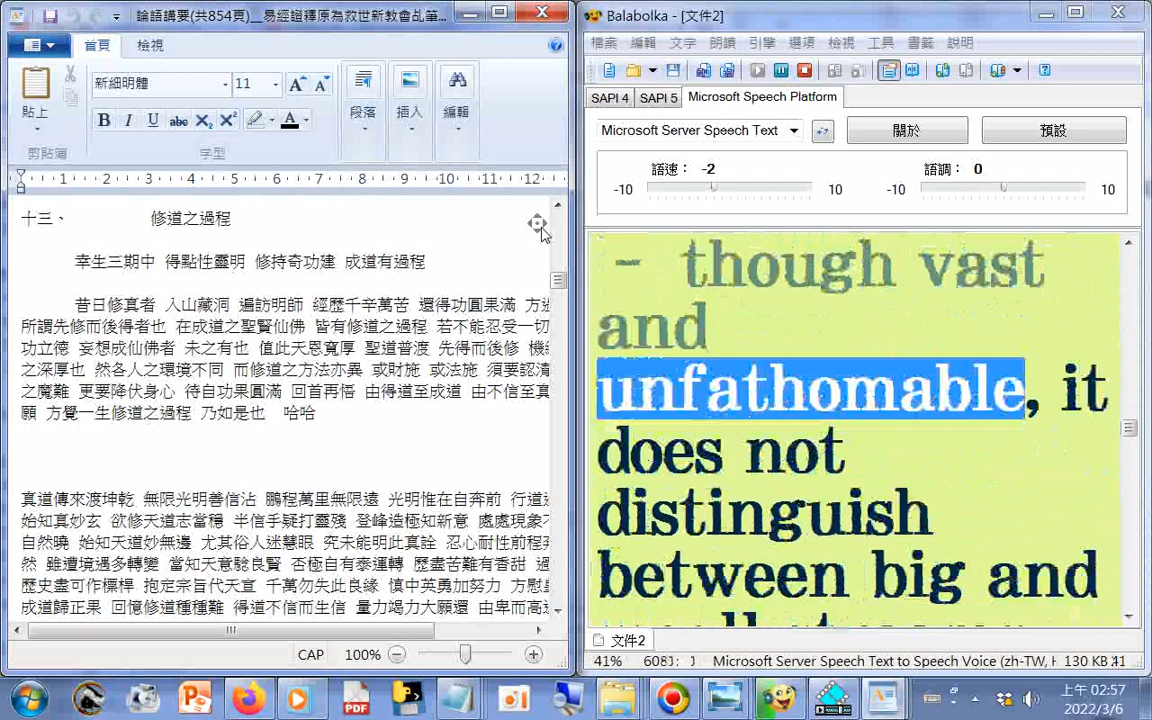 論語講要(共854頁)__易經證釋原為救世新教會乩筆...
首頁
檢視
貼上
剪貼簿
新細明體
11
B I U abc X₂ X² A
字型
段落
插入
編輯
1 2 3 4 5 6 7 8 9 10 11 12
十三、 修道之過程
幸生三期中 得點性靈明 修持奇功建 成道有過程
昔日修真者 入山藏洞 遍訪明師 經歷千辛萬苦 還得功圓果滿 方
所謂先修而後得者也 在成道之聖賢仙佛 皆有修道之過程 若不能忍受一切
功立德 妄想成仙佛者 未之有也 值此天恩寬厚 聖道普渡 先得而後修 機
之深厚也 然各人之環境不同 而修道之方法亦異 或財施 或法施 須要認清
之魔難 更要降伏身心 待自功果圓滿 回首再悟 由得道至成道 由不信至真
願 方覺一生修道之過程 乃如是也 哈哈
真道傳來渡坤乾 無限光明善信沾 鵬程萬里無限遠 光明惟在自奔前 行道
始知真妙玄 欲修天道志當穩 半信乎疑打靈殘 登峰造極知新意 處處現象
自然曉 始知天道妙無邊 尤其俗人迷慧眼 究未能明此真詮 忍心耐性前程
然 雖遭境遇多轉變 當知天意騐良賢 否極自有泰運轉 歷盡苦難有香甜 過
歷史盡可作標桿 抱定宗旨代天宣 千萬勿失此良緣 慎中英勇加努力 方慰
成道歸正果 回憶修道種種難 得道不信而生信 量力竭力大願還 由卑而高
CAP 100%
Balabolka - [文件2]
檔案 編輯 文字 朗讀 引擎 選項 檢視 工具 書籤 說明
SAPI 4 SAPI 5 Microsoft Speech Platform
Microsoft Server Speech Text
關於
預設
語速: -2
語調: 0
-10 10 -10 10
- though vast
and
unfathomable, it
does not
distinguish
between big and
文件2
41% 6081: 1 Microsoft Server Speech Text to Speech Voice (zh-TW, H 130 KB
PDF
上午 02:57
2022/3/6